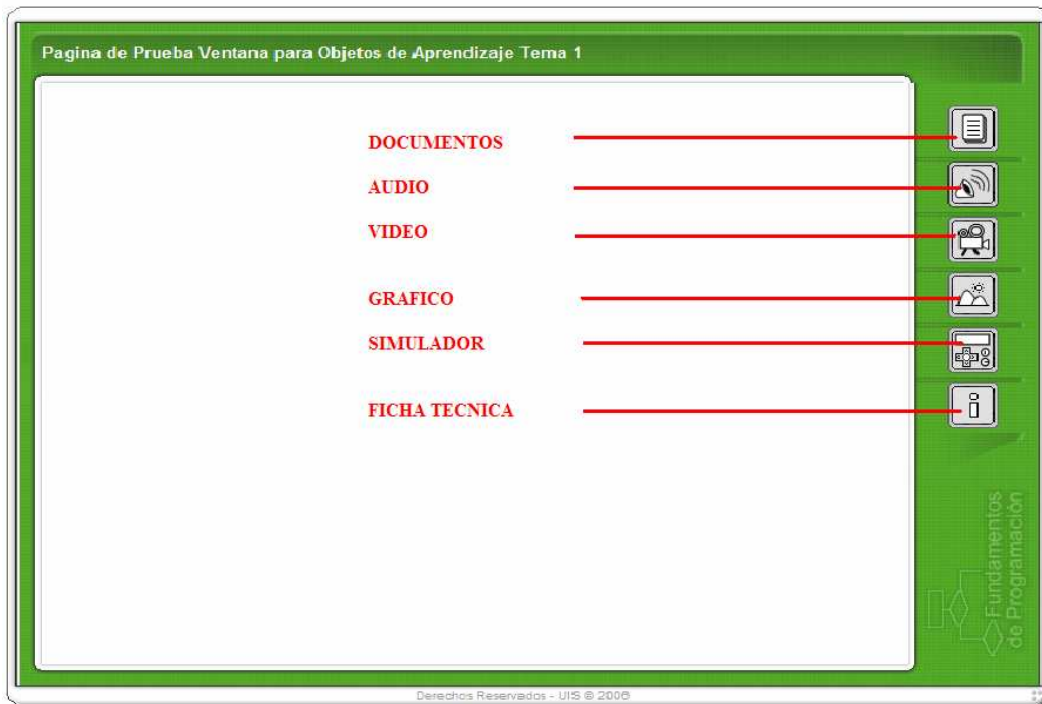 Pagina de Prueba Ventana para Objetos de Aprendizaje Tema 1
DOCUMENTOS
AUDIO
VIDEO
GRAFICO
SIMULADOR
FICHA TECNICA
i
Fundamentos
de Programación
Derechos Reservados - UIS © 2006